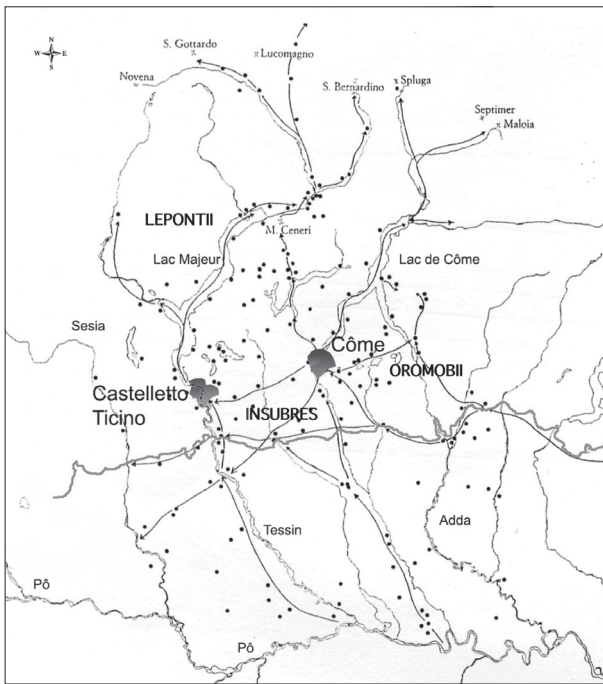 N
W E
S
S. Gottardo
Lucomagno
Novena
S. Bernardino
Spluga
Septimer
Maloia
LEPONTII
M. Ceneri
Lac Majeur
Lac de Côme
Sesia
Côme
Castelletto
Ticino
OROMOBII
INSUBRES
Tessin
Adda
Pô
Pô